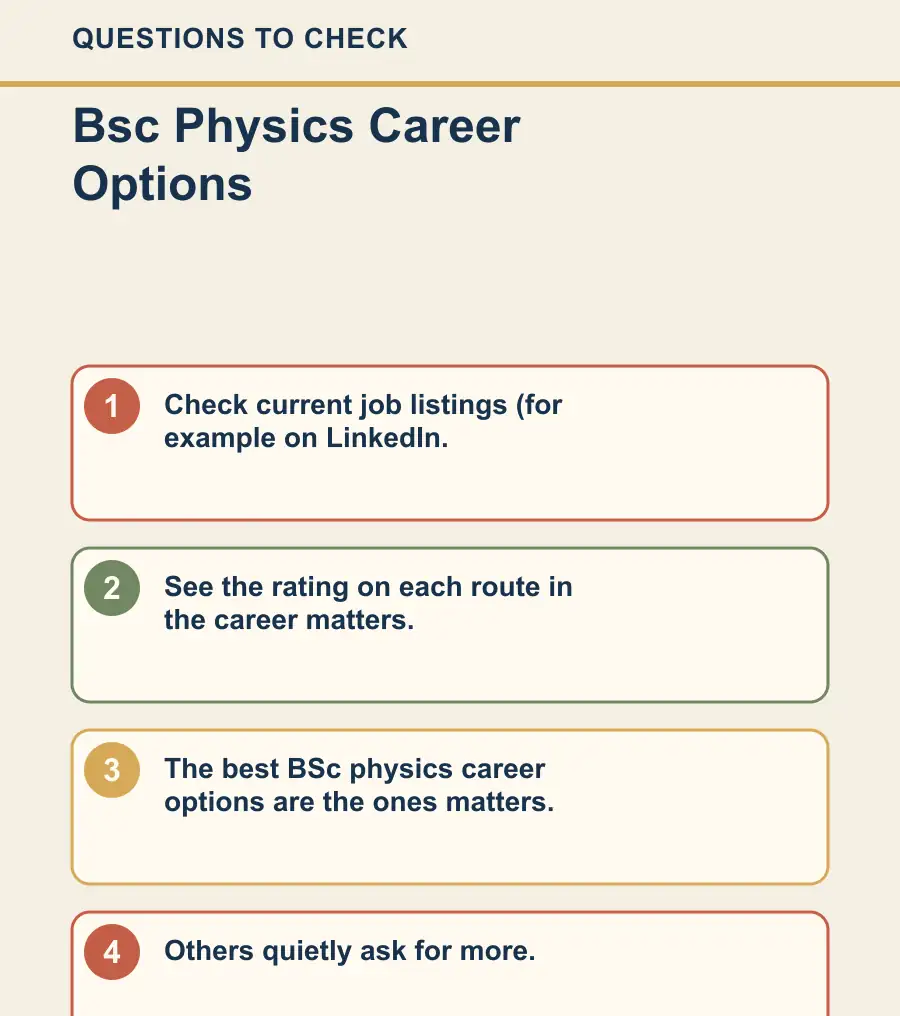 QUESTIONS TO CHECK
Bsc Physics Career
Options
1
Check current job listings (for
example on LinkedIn.
2
See the rating on each route in
the career matters.
3
The best BSc physics career
options are the ones matters.
4
Others quietly ask for more.